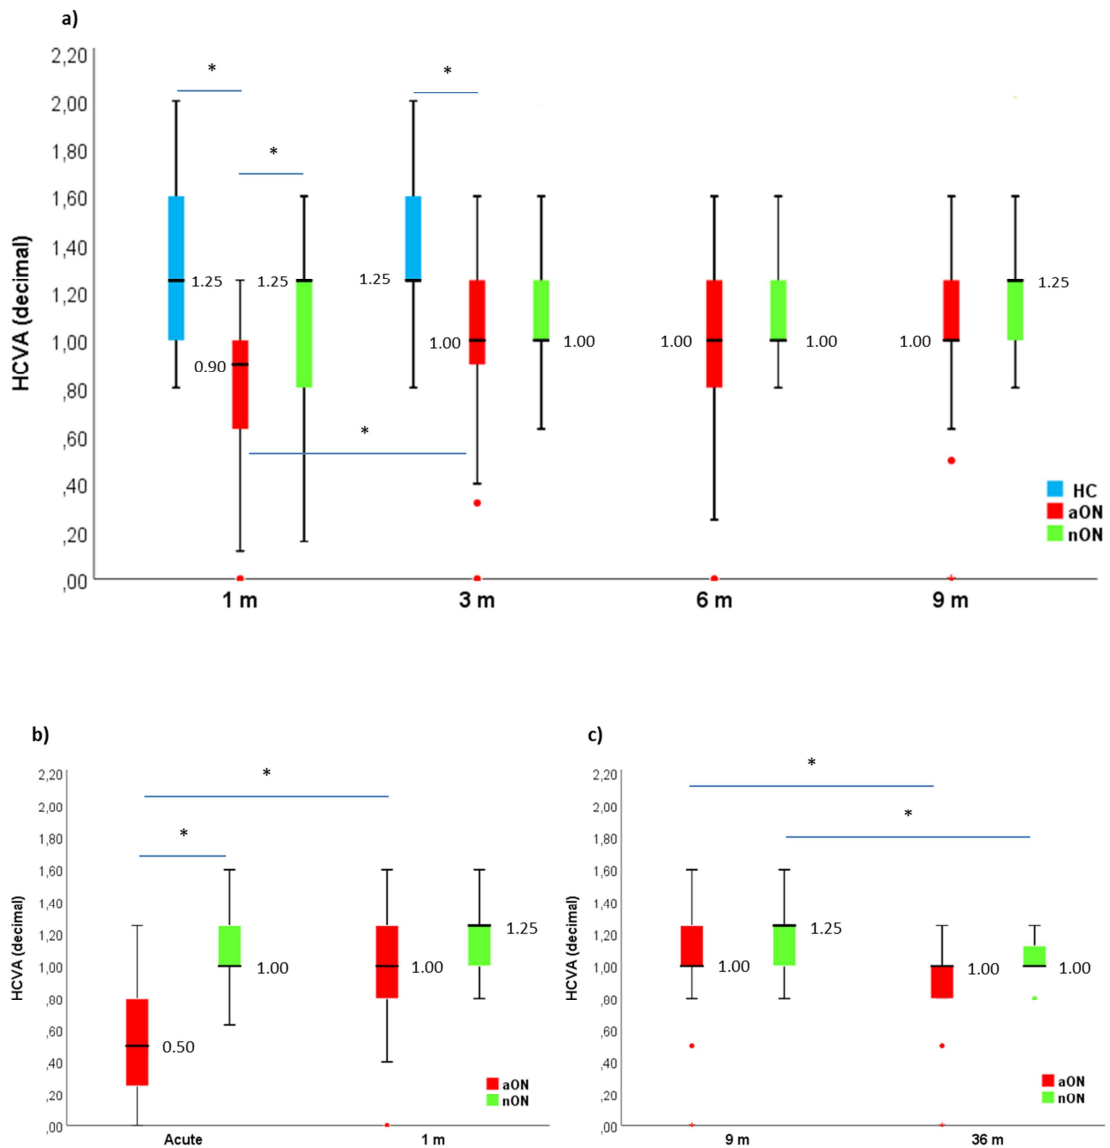 a)
HCVA (decimal)
2,20
2,00
1,80
1,60
1,40
1,20
1,00
,80
,60
,40
,20
,00
*
*
*
*
1.25
0.90
1.25
1.25
1.00
1.00
1.00
1.00
1.00
1.25
HC
aON
nON
1 m
3 m
6 m
9 m
b)
HCVA (decimal)
2,20
2,00
1,80
1,60
1,40
1,20
1,00
,80
,60
,40
,20
,00
*
*
0.50
1.00
1.00
1.25
aON
nON
Acute
1 m
c)
HCVA (decimal)
2,20
2,00
1,80
1,60
1,40
1,20
1,00
,80
,60
,40
,20
,00
*
*
1.00
1.25
1.00
1.00
aON
nON
9 m
36 m